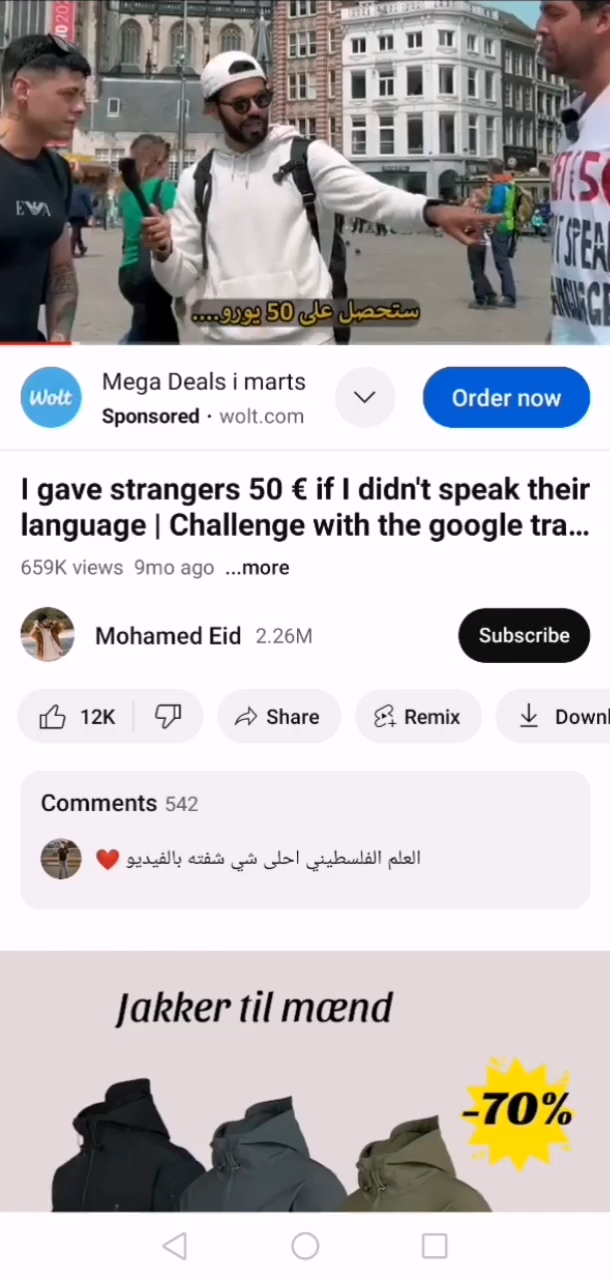 EA
ستحصل على 50 يورو....
Wolt
Mega Deals i marts
Sponsored · wolt.com
Order now
I gave strangers 50 € if I didn't speak their
language | Challenge with the google tra...
659K views 9mo ago ...more
Mohamed Eid 2.26M
Subscribe
12K
Share
Remix
Downl
Comments 542
العلم الفلسطيني احلى شي شفته بالفيديو ❤️
Jakker til mænd
-70%